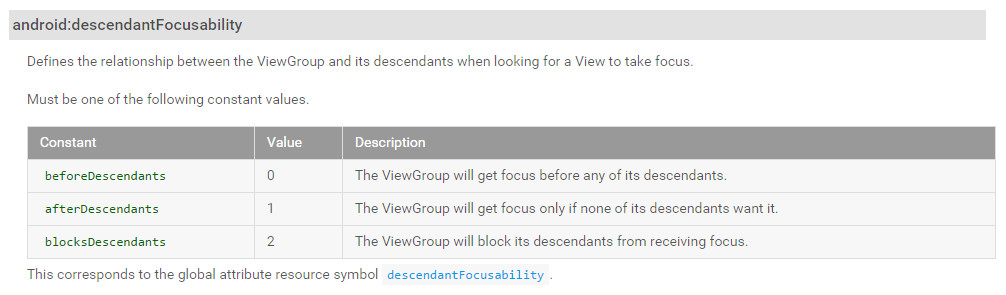 android:descendantFocusability
Defines the relationship between the ViewGroup and its descendants when looking for a View to take focus.
Must be one of the following constant values.
Constant Value Description
beforeDescendants 0 The ViewGroup will get focus before any of its descendants.
afterDescendants 1 The ViewGroup will get focus only if none of its descendants want it.
blocksDescendants 2 The ViewGroup will block its descendants from receiving focus.
This corresponds to the global attribute resource symbol descendantFocusability.